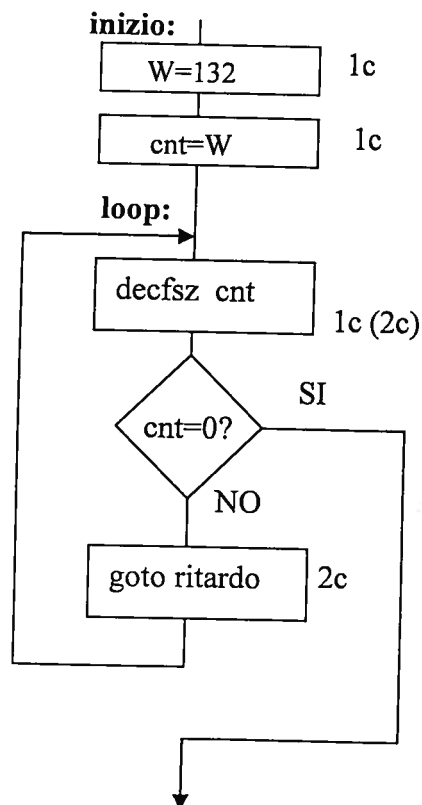 inizio:
W=132 1c
cnt=W 1c
loop:
decfsz cnt
1c (2c)
SI
cnt=0?
NO
goto ritardo 2c